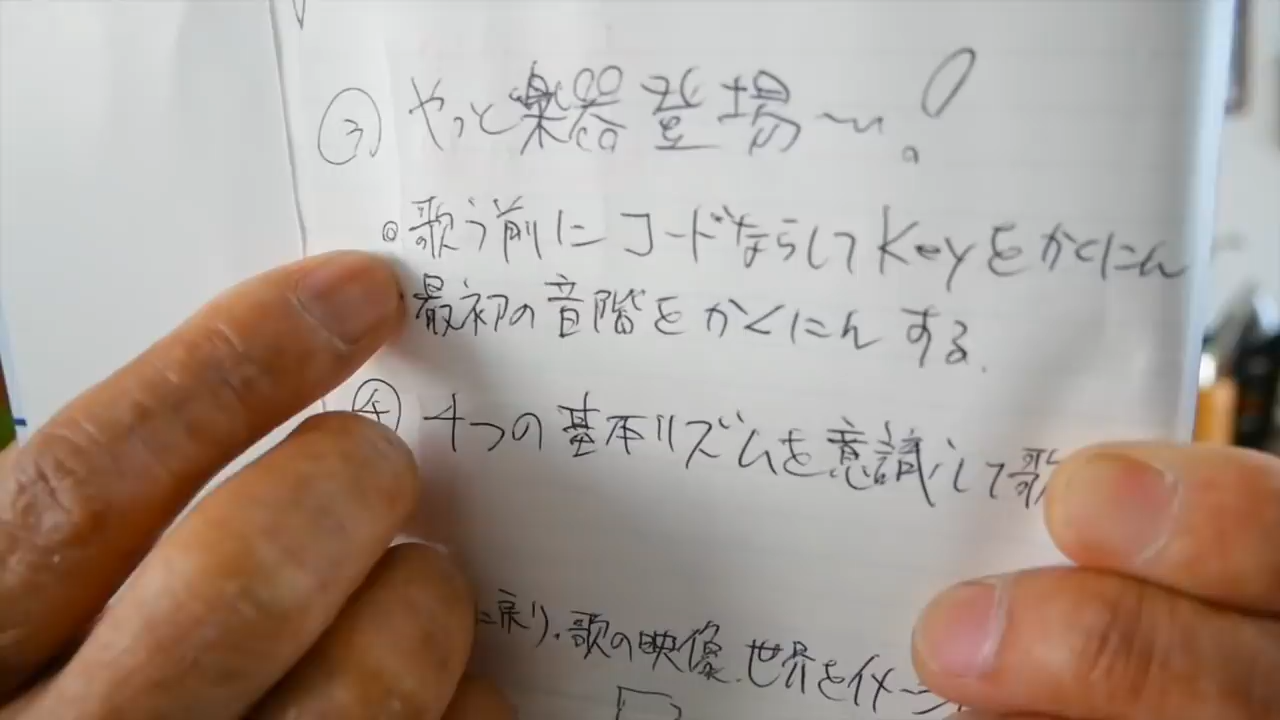 ③ やっと楽器登場〜!
◎歌う前にコードならしてKeyをかくにん
最初の音階をかくにんする.
④ 4つの基本リズムを意識して歌
に戻り.歌の映像.世界をイメー